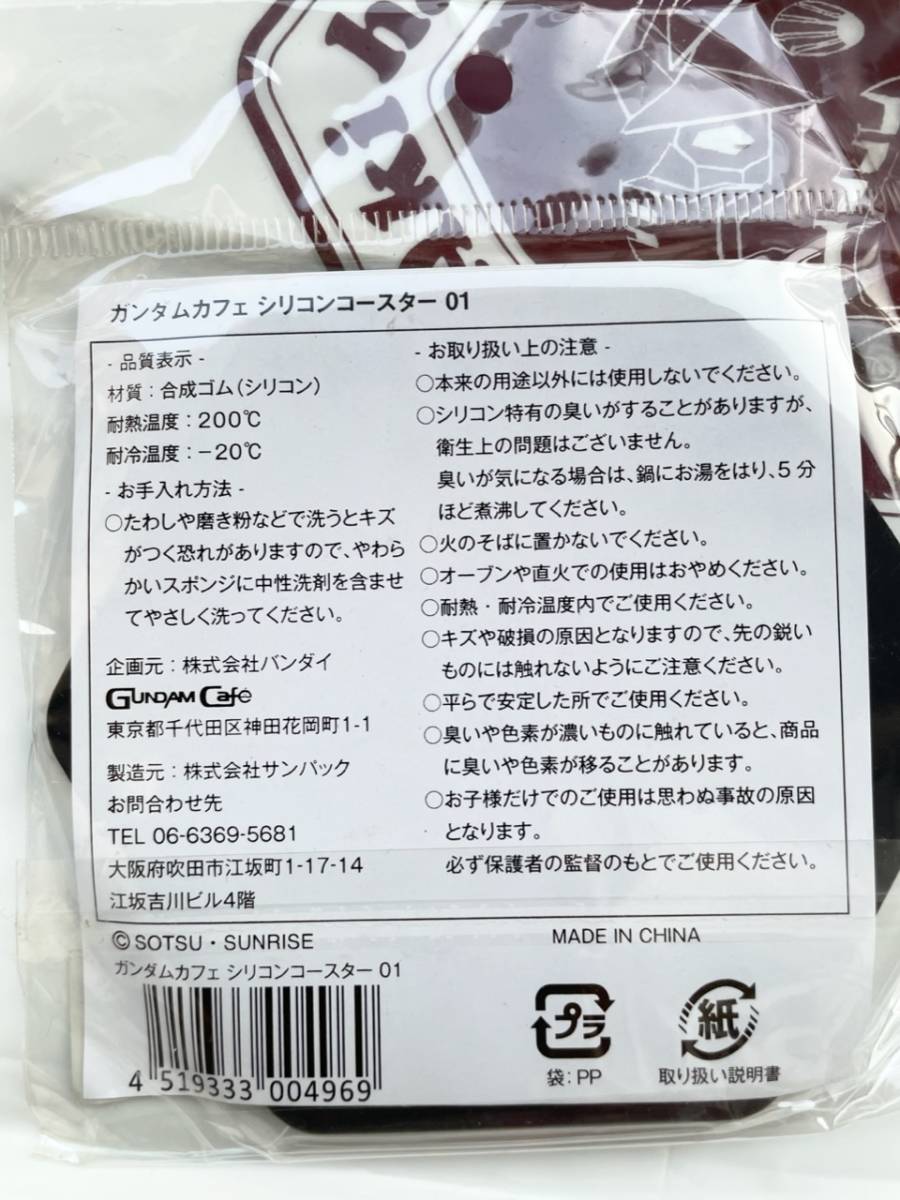 ki h
ガンダムカフェ シリコンコースター 01
- 品質表示 -
材質：合成ゴム（シリコン）
耐熱温度：200℃
耐冷温度：−20℃
- お手入れ方法 -
○たわしや磨き粉などで洗うとキズ
がつく恐れがありますので、やわら
かいスポンジに中性洗剤を含ませ
てやさしく洗ってください。
企画元：株式会社バンダイ
GUNDAM Café
東京都千代田区神田花岡町1-1
製造元：株式会社サンパック
お問合わせ先
TEL 06-6369-5681
大阪府吹田市江坂町1-17-14
江坂吉川ビル4階
- お取り扱い上の注意 -
○本来の用途以外には使用しないでください。
○シリコン特有の臭いがすることがありますが、
衛生上の問題はございません。
臭いが気になる場合は、鍋にお湯をはり、5分
ほど煮沸してください。
○火のそばに置かないでください。
○オーブンや直火での使用はおやめください。
○耐熱・耐冷温度内でご使用ください。
○キズや破損の原因となりますので、先の鋭い
ものには触れないようにご注意ください。
○平らで安定した所でご使用ください。
○臭いや色素が濃いものに触れていると、商品
に臭いや色素が移ることがあります。
○お子様だけでのご使用は思わぬ事故の原因
となります。
必ず保護者の監督のもとでご使用ください。
© SOTSU・SUNRISE
MADE IN CHINA
ガンダムカフェ シリコンコースター 01
4 519333 004969
プラ
袋：PP
紙
取り扱い説明書